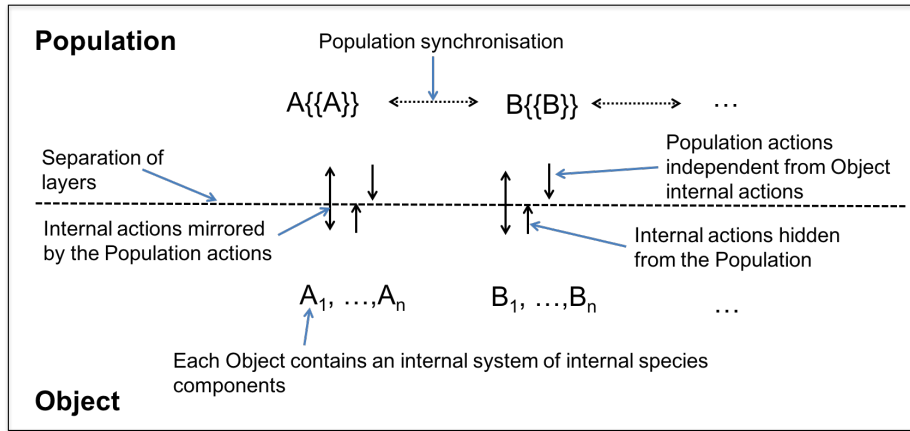 Population
Population synchronisation
A{{A}}
B{{B}}
...
Separation of
layers
Population actions
independent from Object
internal actions
Internal actions mirrored
by the Population actions
Internal actions hidden
from the Population
A1, ...,An
B1, ...,Bn
...
Each Object contains an internal system of internal species
components
Object